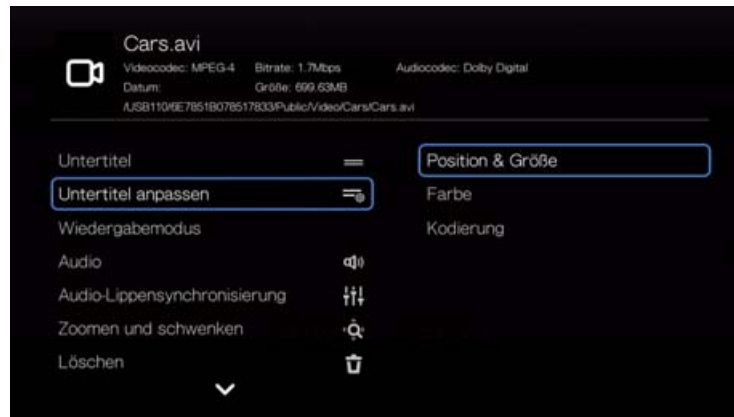 Cars.avi
Videocodec: MPEG-4 Bitrate: 1.7Mbps Audiocodec: Dolby Digital
Datum: Größe: 699.63MB
/USB110/6E7851B078517833/Public/Video/Cars/Cars.avi
Untertitel
Position & Größe
Untertitel anpassen
Farbe
Wiedergabemodus
Kodierung
Audio
Audio-Lippensynchronisierung
Zoomen und schwenken
Löschen